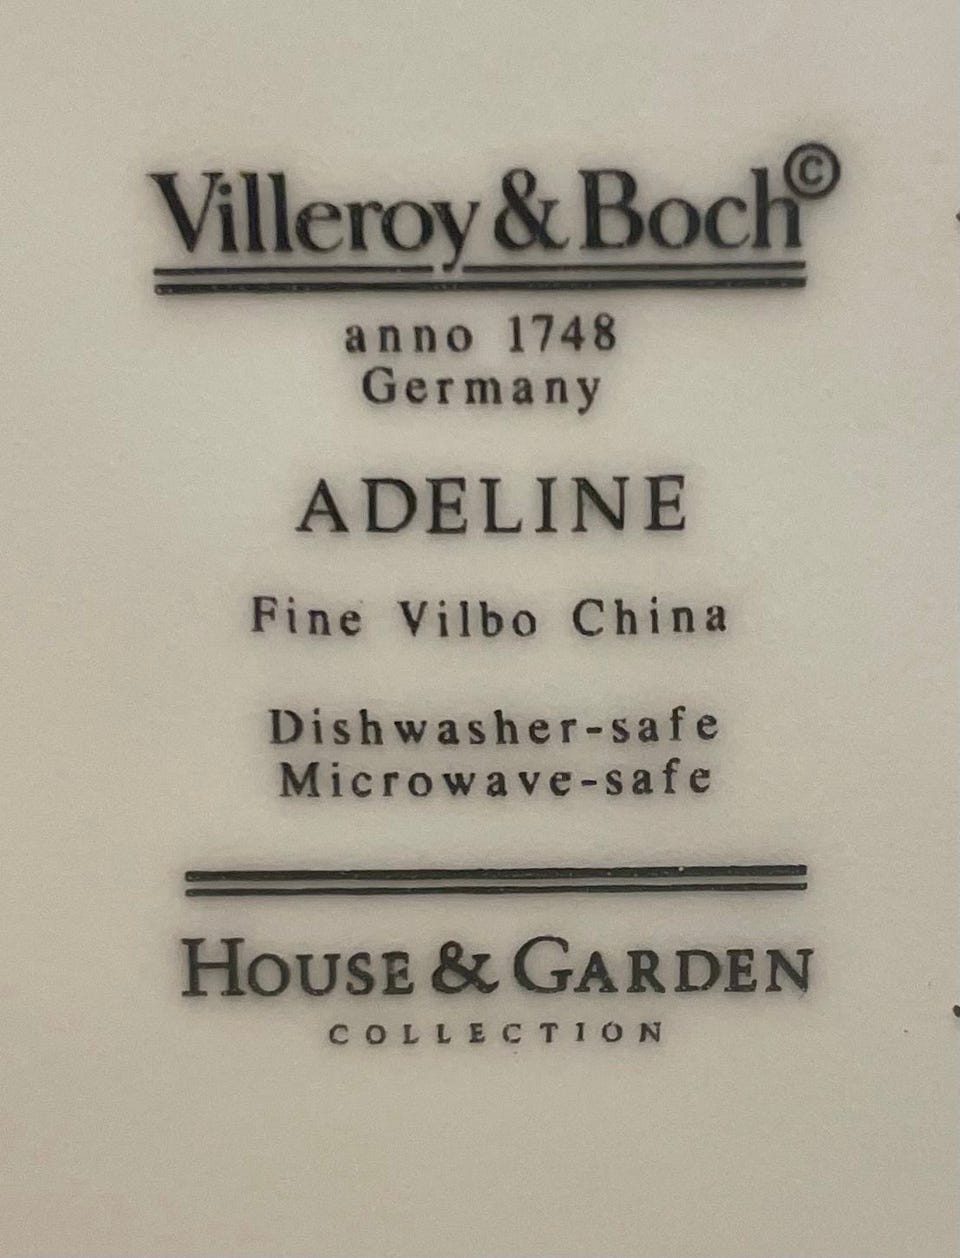 Villeroy & Boch©
anno 1748
Germany
ADELINE
Fine Vilbo China
Dishwasher-safe
Microwave-safe
HOUSE & GARDEN
COLLECTION